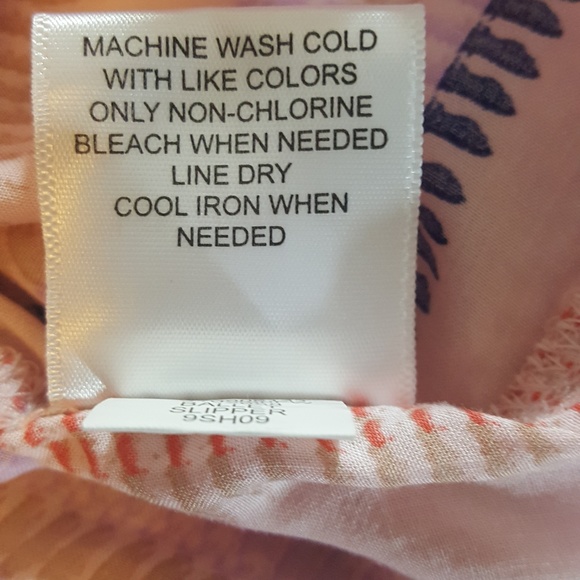 MACHINE WASH COLD
WITH LIKE COLORS
ONLY NON-CHLORINE
BLEACH WHEN NEEDED
LINE DRY
COOL IRON WHEN
NEEDED
BALLET
SLIPPER
9SH09